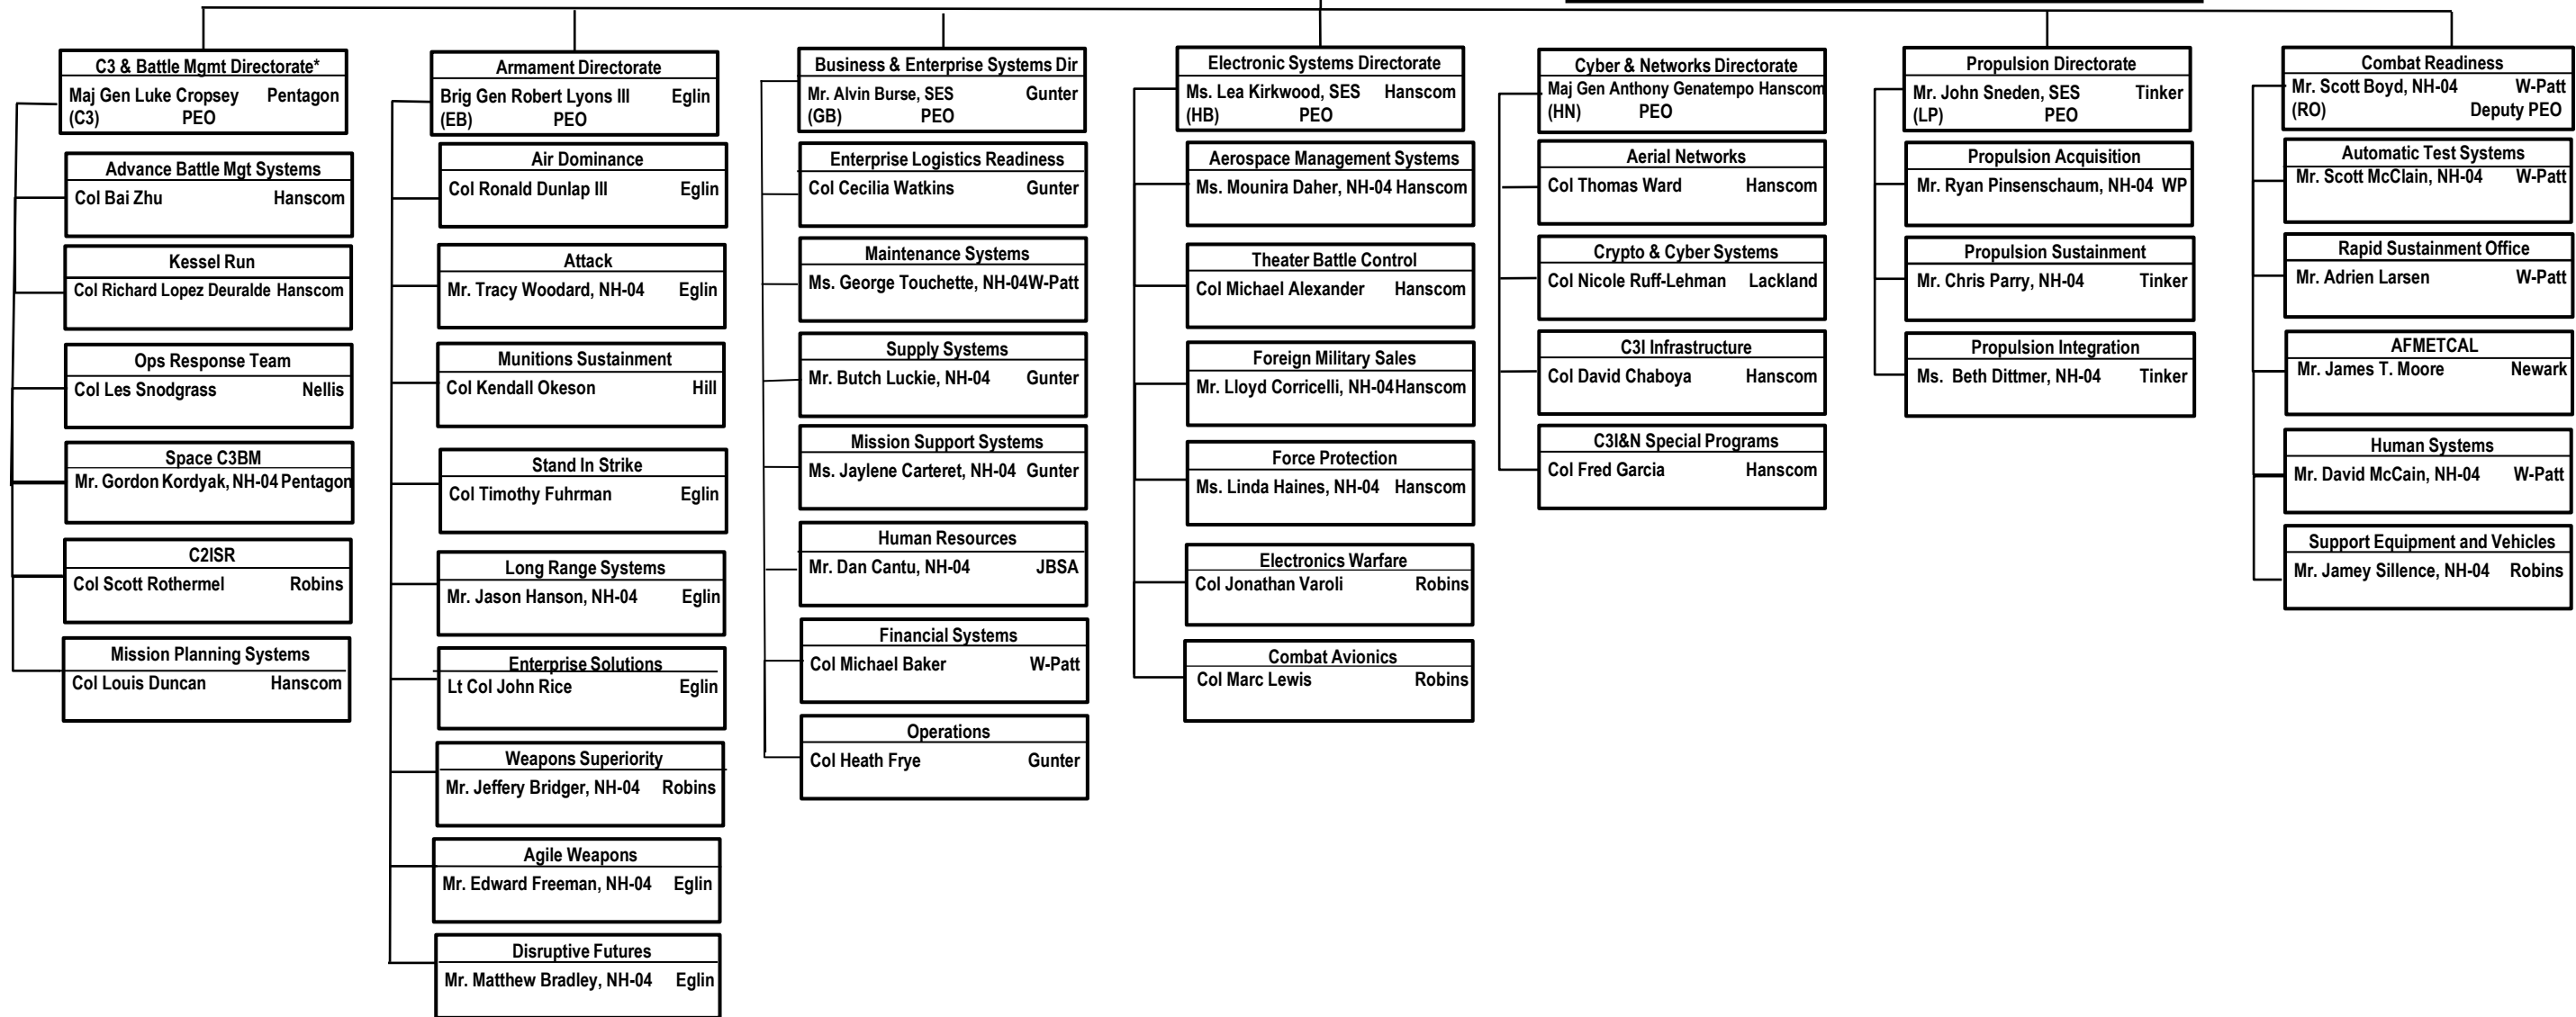 C3 & Battle Mgmt Directorate*
Maj Gen Luke Cropsey Pentagon
(C3) PEO
Advance Battle Mgt Systems
Col Bai Zhu Hanscom
Kessel Run
Col Richard Lopez Deuralde Hanscom
Ops Response Team
Col Les Snodgrass Nellis
Space C3BM
Mr. Gordon Kordyak, NH-04 Pentagon
C2ISR
Col Scott Rothermel Robins
Mission Planning Systems
Col Louis Duncan Hanscom
Armament Directorate
Brig Gen Robert Lyons III Eglin
(EB) PEO
Air Dominance
Col Ronald Dunlap III Eglin
Attack
Mr. Tracy Woodard, NH-04 Eglin
Munitions Sustainment
Col Kendall Okeson Hill
Stand In Strike
Col Timothy Fuhrman Eglin
Long Range Systems
Mr. Jason Hanson, NH-04 Eglin
Enterprise Solutions
Lt Col John Rice Eglin
Weapons Superiority
Mr. Jeffery Bridger, NH-04 Robins
Agile Weapons
Mr. Edward Freeman, NH-04 Eglin
Disruptive Futures
Mr. Matthew Bradley, NH-04 Eglin
Business & Enterprise Systems Dir
Mr. Alvin Burse, SES Gunter
(GB) PEO
Enterprise Logistics Readiness
Col Cecilia Watkins Gunter
Maintenance Systems
Ms. George Touchette, NH-04W-Patt
Supply Systems
Mr. Butch Luckie, NH-04 Gunter
Mission Support Systems
Ms. Jaylene Carteret, NH-04 Gunter
Human Resources
Mr. Dan Cantu, NH-04 JBSA
Financial Systems
Col Michael Baker W-Patt
Operations
Col Heath Frye Gunter
Electronic Systems Directorate
Ms. Lea Kirkwood, SES Hanscom
(HB) PEO
Aerospace Management Systems
Ms. Mounira Daher, NH-04 Hanscom
Theater Battle Control
Col Michael Alexander Hanscom
Foreign Military Sales
Mr. Lloyd Corricelli, NH-04Hanscom
Force Protection
Ms. Linda Haines, NH-04 Hanscom
Electronics Warfare
Col Jonathan Varoli Robins
Combat Avionics
Col Marc Lewis Robins
Cyber & Networks Directorate
Maj Gen Anthony Genatempo Hanscom
(HN) PEO
Aerial Networks
Col Thomas Ward Hanscom
Crypto & Cyber Systems
Col Nicole Ruff-Lehman Lackland
C3I Infrastructure
Col David Chaboya Hanscom
C3I&N Special Programs
Col Fred Garcia Hanscom
Propulsion Directorate
Mr. John Sneden, SES Tinker
(LP) PEO
Propulsion Acquisition
Mr. Ryan Pinsenschaum, NH-04 WP
Propulsion Sustainment
Mr. Chris Parry, NH-04 Tinker
Propulsion Integration
Ms. Beth Dittmer, NH-04 Tinker
Combat Readiness
Mr. Scott Boyd, NH-04 W-Patt
(RO) Deputy PEO
Automatic Test Systems
Mr. Scott McClain, NH-04 W-Patt
Rapid Sustainment Office
Mr. Adrien Larsen W-Patt
AFMETCAL
Mr. James T. Moore Newark
Human Systems
Mr. David McCain, NH-04 W-Patt
Support Equipment and Vehicles
Mr. Jamey Sillence, NH-04 Robins